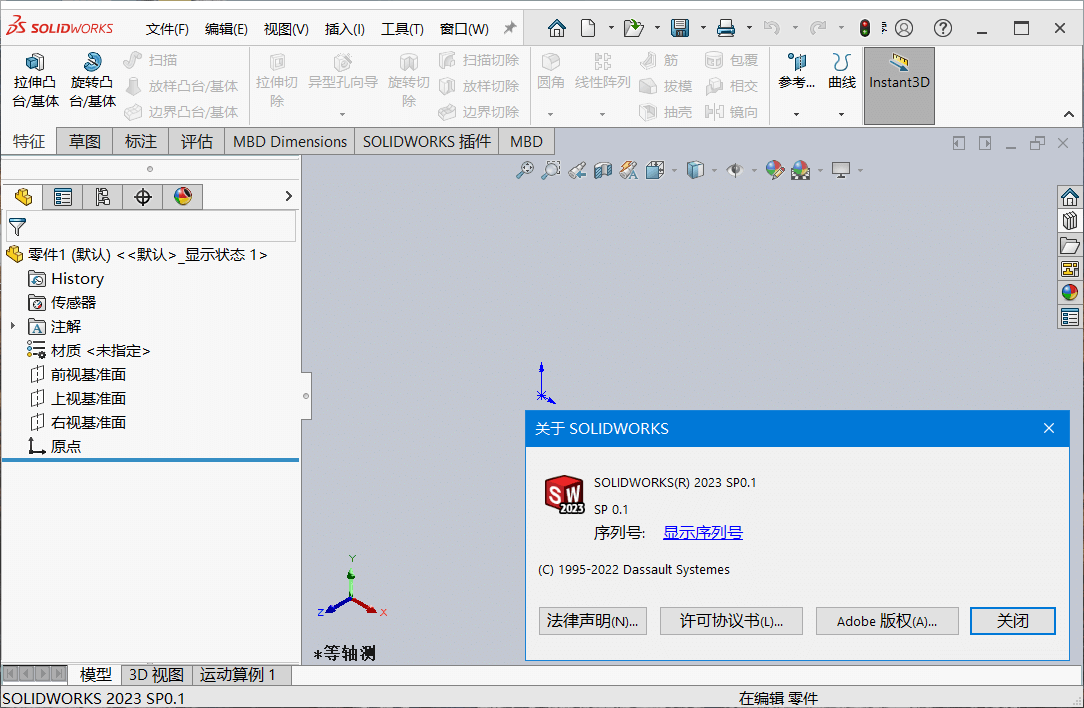 SOLIDWORKS 文件(F) 编辑(E) 视图(V) 插入(I) 工具(T) 窗口(W)
拉伸凸台/基体
旋转凸台/基体
扫描
放样凸台/基体
边界凸台/基体
拉伸切除
异型孔向导
旋转切除
扫描切除
放样切除
边界切除
圆角
线性阵列
筋
拔模
抽壳
包覆
相交
镜向
参考...
曲线
Instant3D
特征 草图 标注 评估 MBD Dimensions SOLIDWORKS 插件 MBD
零件1 (默认) <<默认>_显示状态 1>
History
传感器
注解
材质 <未指定>
前视基准面
上视基准面
右视基准面
原点
Y
Z
X
*等轴测
关于 SOLIDWORKS
SW
2023
SOLIDWORKS(R) 2023 SP0.1
SP 0.1
序列号: 显示序列号
(C) 1995-2022 Dassault Systemes
法律声明(N)... 许可协议书(L)... Adobe 版权(A)... 关闭
模型 3D 视图 运动算例 1
SOLIDWORKS 2023 SP0.1 在编辑 零件